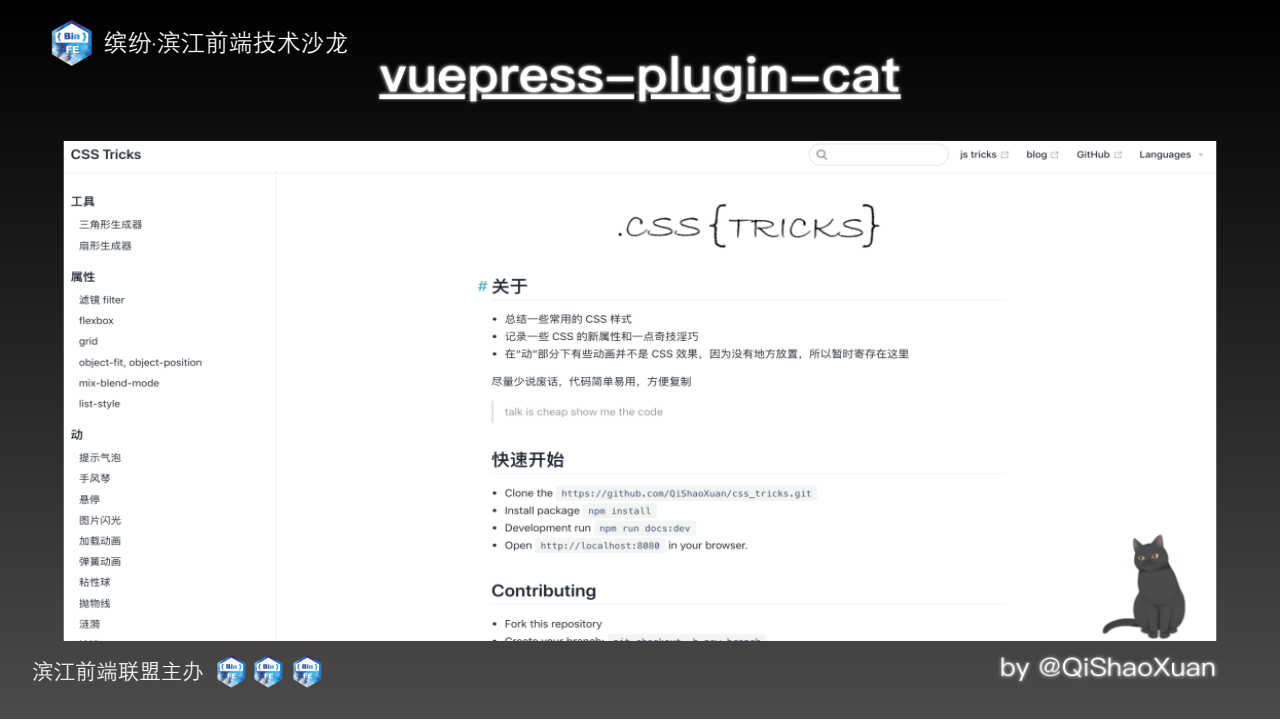 { Bin }
FE
缤纷·滨江前端技术沙龙
vuepress-plugin-cat
CSS Tricks
js tricks
blog
GitHub
Languages
工具
三角形生成器
扇形生成器
属性
滤镜 filter
flexbox
grid
object-fit, object-position
mix-blend-mode
list-style
动
提示气泡
手风琴
悬停
图片闪光
加载动画
弹簧动画
粘性球
抛物线
涟漪
.CSS {TRICKS}
# 关于
• 总结一些常用的 CSS 样式
• 记录一些 CSS 的新属性和一点奇技淫巧
• 在“动”部分下有些动画并不是 CSS 效果，因为没有地方放置，所以暂时寄存在这里
尽量少说废话，代码简单易用，方便复制
talk is cheap show me the code
快速开始
• Clone the https://github.com/QiShaoXuan/css_tricks.git
• Install package npm install
• Development run npm run docs:dev
• Open http://localhost:8080 in your browser.
Contributing
• Fork this repository
• Create your branch: git checkout -b new-branch
滨江前端联盟主办
{ Bin }
FE
{ Bin }
FE
{ Bin }
FE
by @QiShaoXuan